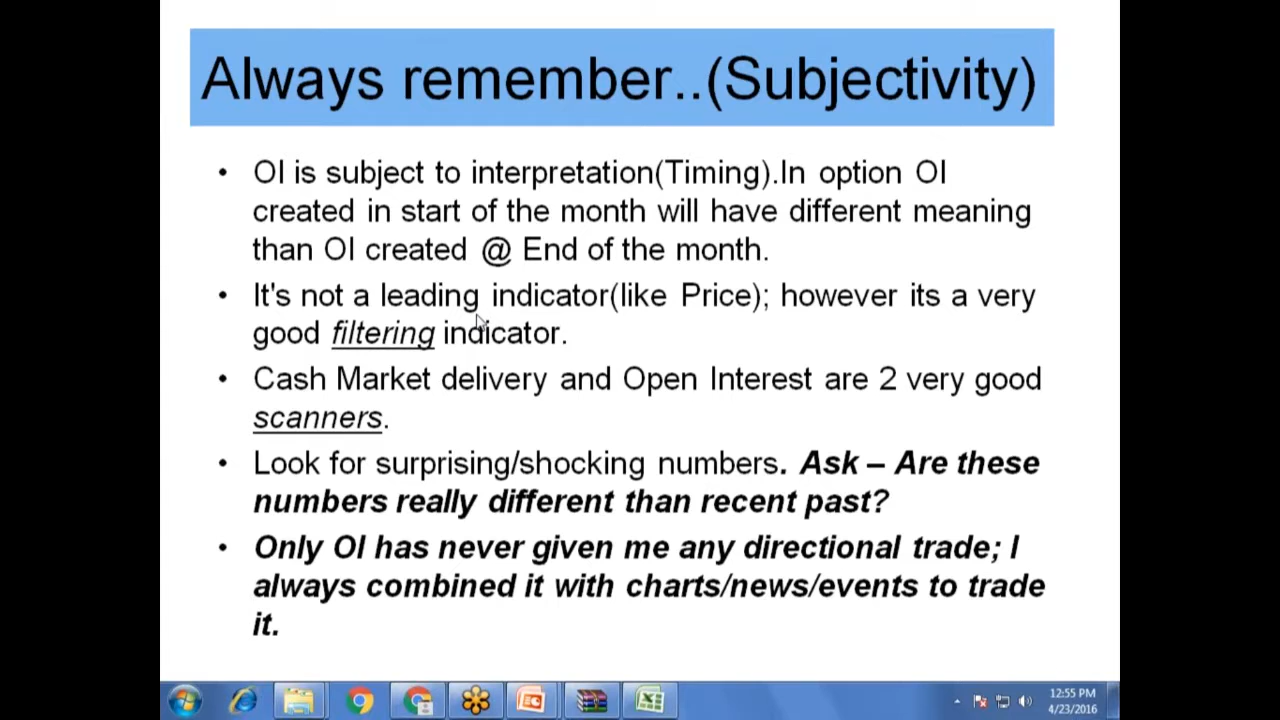 Always remember..(Subjectivity)
• OI is subject to interpretation(Timing).In option OI
created in start of the month will have different meaning
than OI created @ End of the month.
• It's not a leading indicator(like Price); however its a very
good filtering indicator.
• Cash Market delivery and Open Interest are 2 very good
scanners.
• Look for surprising/shocking numbers. Ask – Are these
numbers really different than recent past?
• Only OI has never given me any directional trade; I
always combined it with charts/news/events to trade
it.
12:55 PM
4/23/2016